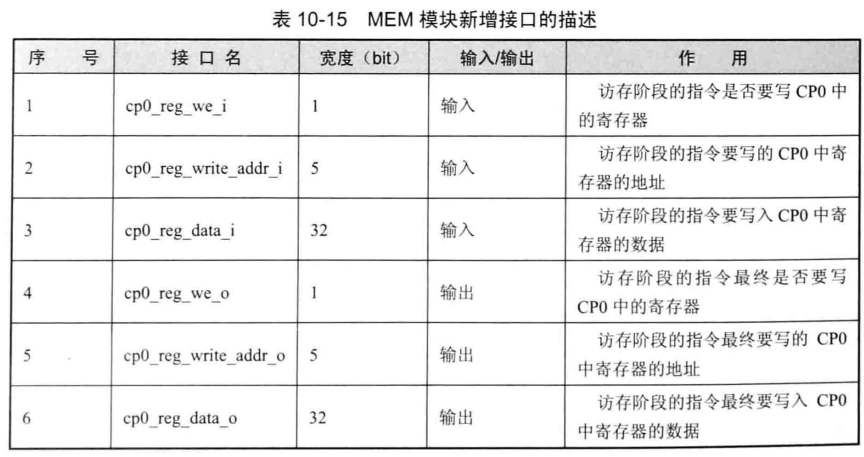 表 10-15 MEM 模块新增接口的描述
序 号 接 口 名 宽度（bit） 输入/输出 作 用
1 cp0_reg_we_i 1 输入 访存阶段的指令是否要写 CP0 中
的寄存器
2 cp0_reg_write_addr_i 5 输入 访存阶段的指令要写的 CP0 中寄
存器的地址
3 cp0_reg_data_i 32 输入 访存阶段的指令要写入 CP0 中寄
存器的数据
4 cp0_reg_we_o 1 输出 访存阶段的指令最终是否要写
CP0 中的寄存器
5 cp0_reg_write_addr_o 5 输出 访存阶段的指令最终要写的 CP0
中寄存器的地址
6 cp0_reg_data_o 32 输出 访存阶段的指令最终要写入 CP0
中寄存器的数据